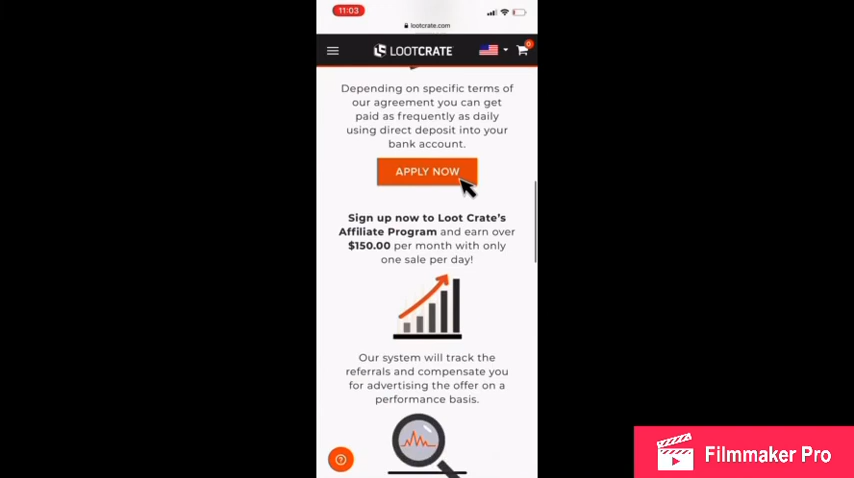 11:03
lootcrate.com
LOOTCRATE
0
Depending on specific terms of
our agreement you can get
paid as frequently as daily
using direct deposit into your
bank account.
APPLY NOW
Sign up now to Loot Crate's
Affiliate Program and earn over
$150.00 per month with only
one sale per day!
Our system will track the
referrals and compensate you
for advertising the offer on a
performance basis.
?
Filmmaker Pro